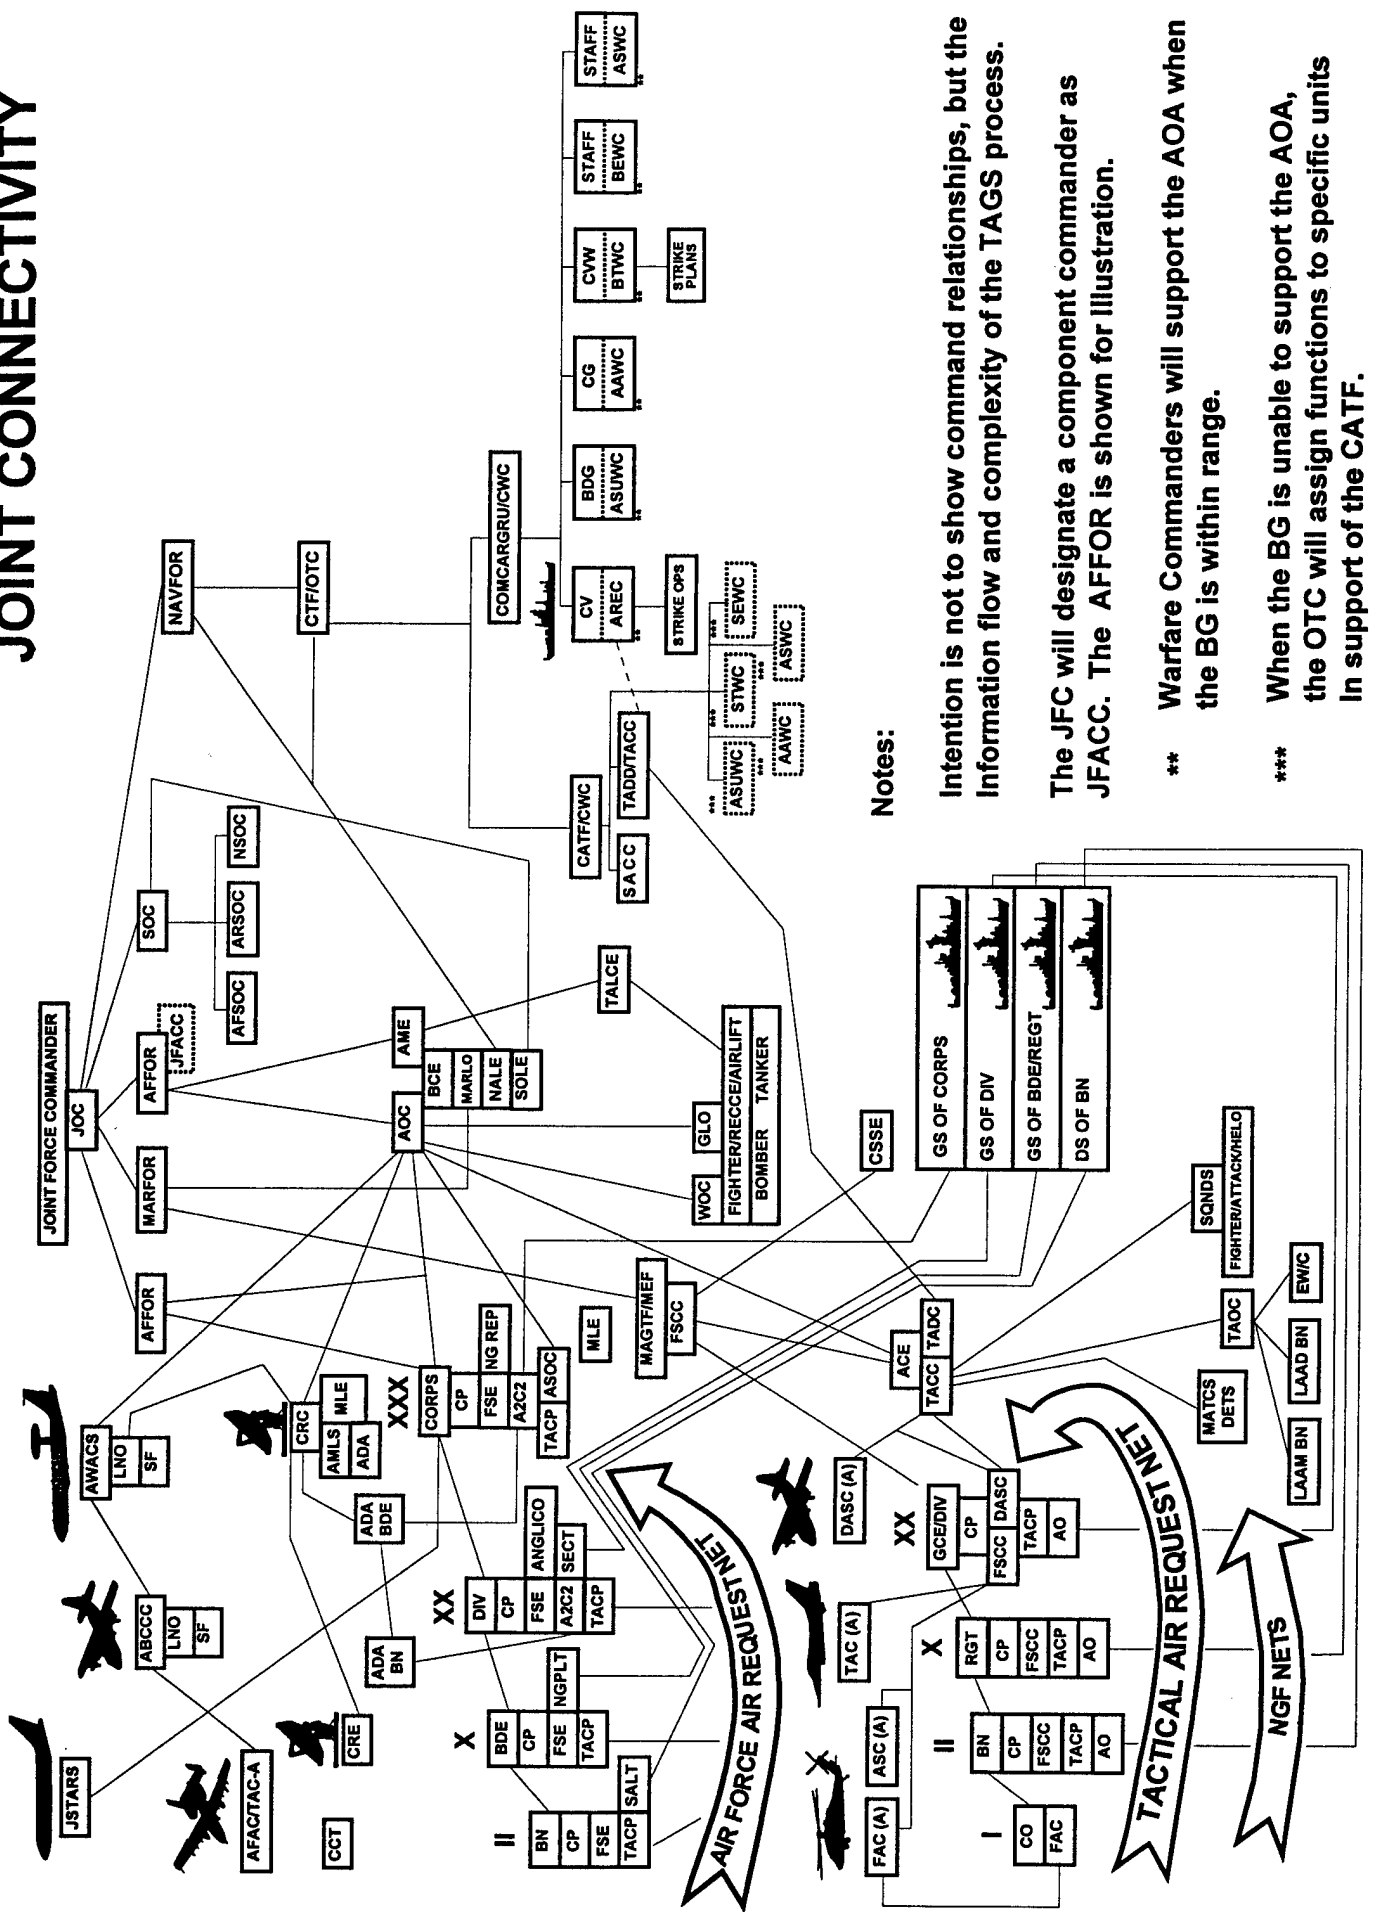 JOINT CONNECTIVITY
JOINT FORCE COMMANDER
JOC
AFFOR
MARFOR
AFFOR
JFACC
SOC
NAVFOR
AFSOC
ARSOC
NSOC
CTF/OTC
JSTARS
ABCCC
LNO
SF
AWACS
LNO
SF
AFAC/TAC-A
CCT
CRE
CRC
AMLS
MLE
ADA
ADA
BDE
ADA
BN
AOC
AME
BCE
MARLO
NALE
SOLE
XXX
CORPS
CP
FSE
NG REP
A2C2
TACP
ASOC
MLE
XX
DIV
CP
FSE
ANGLICO
A2C2
SECT
TACP
X
BDE
CP
FSE
NGPLT
TACP
II
BN
CP
FSE
TACP
SALT
AIR FORCE AIR REQUEST NET
TALCE
WOC
GLO
FIGHTER/RECCE/AIRLIFT
BOMBER TANKER
MAGTF/MEF
FSCC
CSSE
COMCARGRU/CWC
CV
AREC
**
BDG
ASUWC
**
CG
AAWC
**
CVW
BTWC
**
STAFF
BEWC
**
STAFF
ASWC
**
STRIKE OPS
STRIKE
PLANS
CATF/CWC
SACC
TADD/TACC
***
ASUWC
***
STWC
***
SEWC
***
AAWC
***
ASWC
GS OF CORPS
GS OF DIV
GS OF BDE/REGT
DS OF BN
ACE
TACC
TADC
DASC (A)
TAC (A)
ASC (A)
FAC (A)
XX
GCE/DIV
CP
FSCC
DASC
TACP
AO
X
RGT
CP
FSCC
TACP
AO
II
BN
CP
FSCC
TACP
AO
I
CO
FAC
TACTICAL AIR REQUEST NET
NGF NETS
SQNDS
FIGHTER/ATTACK/HELO
MATCS
DETS
TAOC
LAAM BN
LAAD BN
EW/C
Notes:
Intention is not to show command relationships, but the
Information flow and complexity of the TAGS process.
The JFC will designate a component commander as
JFACC. The AFFOR is shown for Illustration.
** Warfare Commanders will support the AOA when
the BG is within range.
*** When the BG is unable to support the AOA,
the OTC will assign functions to specific units
In support of the CATF.